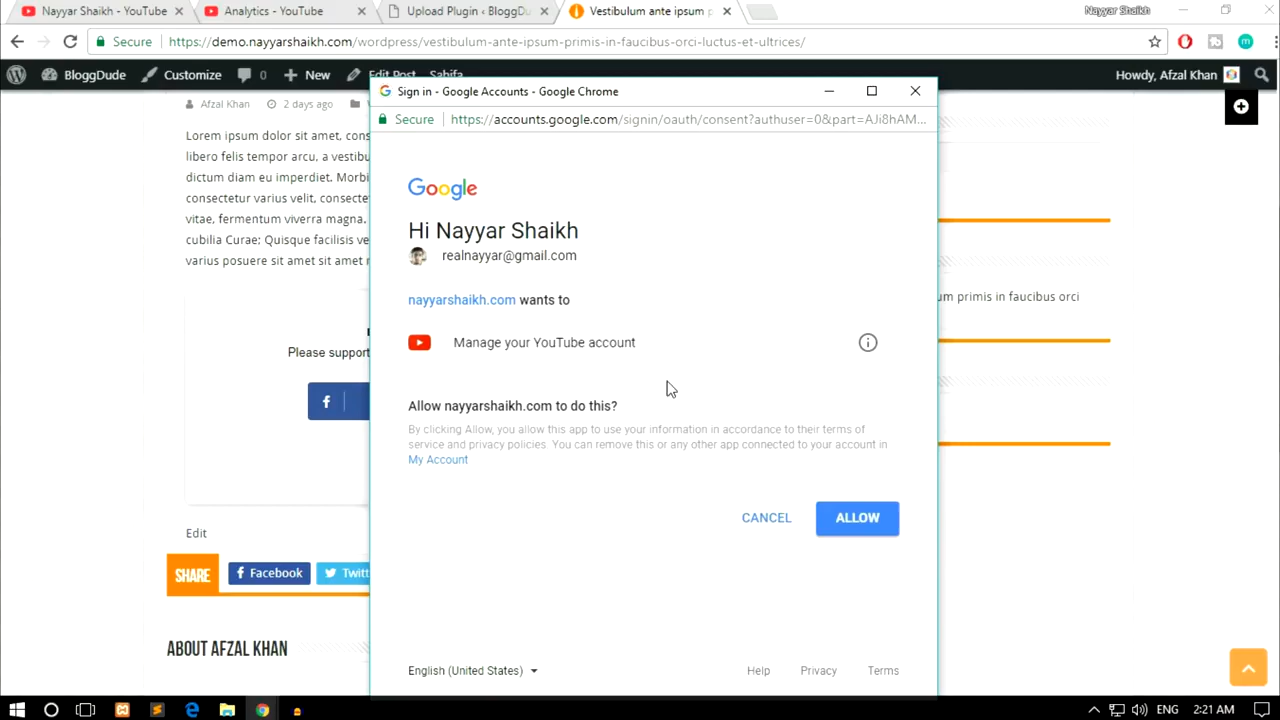 Nayyar Shaikh - YouTube
Analytics - YouTube
Upload Plugin ‹ BloggDu
Vestibulum ante ipsum p
Nayyar Shaikh
Secure
https://demo.nayyarshaikh.com/wordpress/vestibulum-ante-ipsum-primis-in-faucibus-orci-luctus-et-ultrices/
BloggDude
Customize
0
New
Edit Post
Sahifa
Howdy, Afzal Khan
Afzal Khan
2 days ago
Lorem ipsum dolor sit amet, cons
libero felis tempor arcu, a vestibu
dictum diam eu imperdiet. Morbi
consectetur varius velit, consectet
vitae, fermentum viverra magna.
cubilia Curae; Quisque facilisis ve
varius posuere sit amet sit amet
Please support
f
Edit
SHARE
Facebook
Twitt
ABOUT AFZAL KHAN
um primis in faucibus orci
Sign in - Google Accounts - Google Chrome
Secure
https://accounts.google.com/signin/oauth/consent?authuser=0&part=AJi8hAM...
Google
Hi Nayyar Shaikh
realnayyar@gmail.com
nayyarshaikh.com wants to
Manage your YouTube account
Allow nayyarshaikh.com to do this?
By clicking Allow, you allow this app to use your information in accordance to their terms of
service and privacy policies. You can remove this or any other app connected to your account in
My Account
CANCEL
ALLOW
English (United States)
Help
Privacy
Terms
ENG
2:21 AM